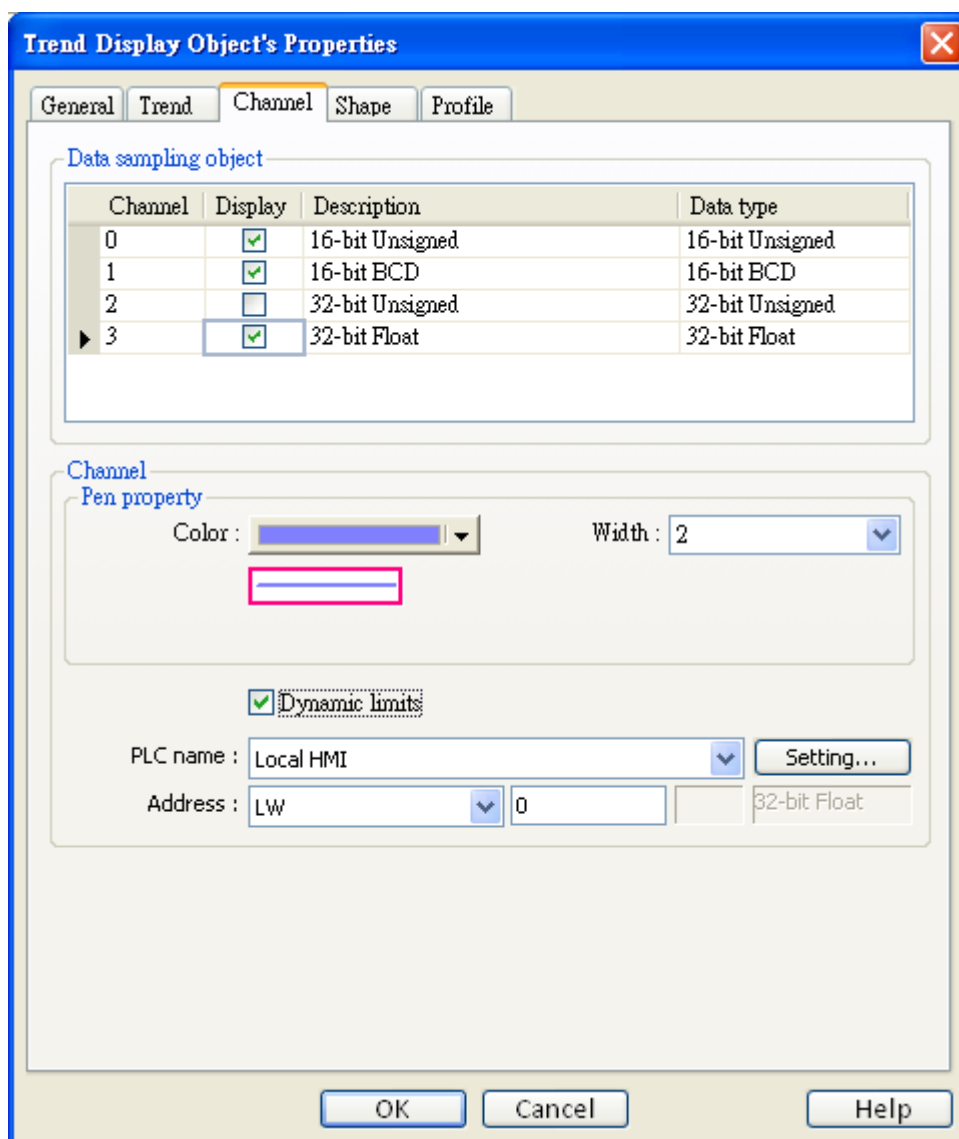 Trend Display Object's Properties
General Trend Channel Shape Profile
Data sampling object
Channel Display Description Data type
0 16-bit Unsigned 16-bit Unsigned
1 16-bit BCD 16-bit BCD
2 32-bit Unsigned 32-bit Unsigned
3 32-bit Float 32-bit Float
Channel
Pen property
Color : Width : 2
Dynamic limits
PLC name : Local HMI Setting...
Address : LW 0 32-bit Float
OK Cancel Help